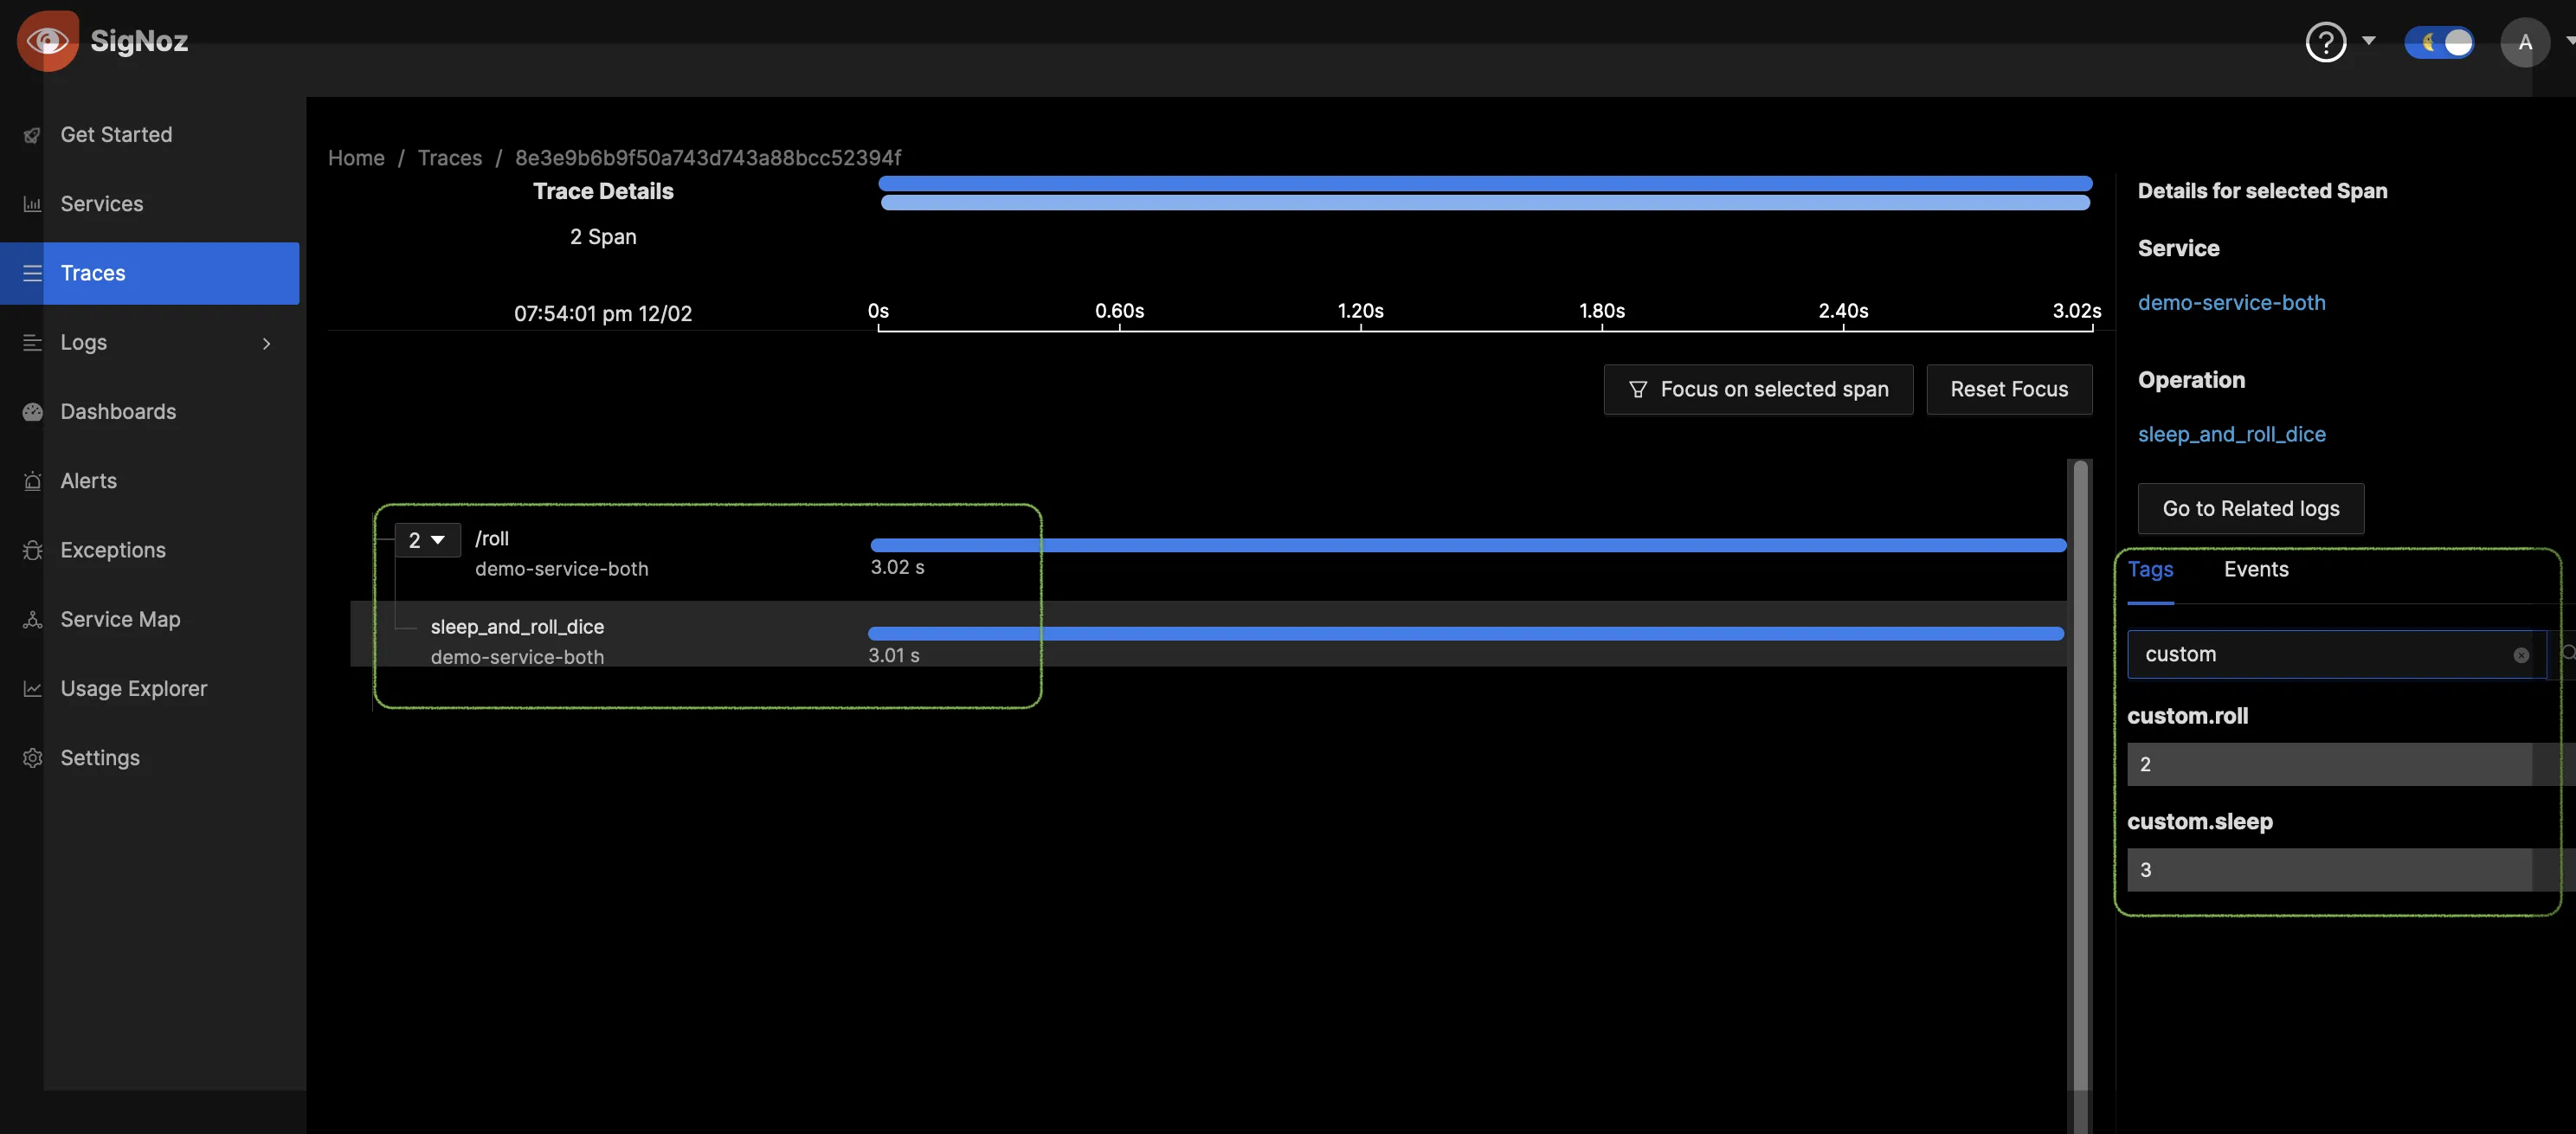 SigNoz
?
A
Get Started
Services
Traces
Logs
Dashboards
Alerts
Exceptions
Service Map
Usage Explorer
Settings
Home / Traces / 8e3e9b6b9f50a743d743a88bcc52394f
Trace Details
2 Span
07:54:01 pm 12/02
0s 0.60s 1.20s 1.80s 2.40s 3.02s
Focus on selected span
Reset Focus
2 /roll
demo-service-both
3.02 s
sleep_and_roll_dice
demo-service-both
3.01 s
Details for selected Span
Service
demo-service-both
Operation
sleep_and_roll_dice
Go to Related logs
Tags Events
custom
custom.roll
2
custom.sleep
3